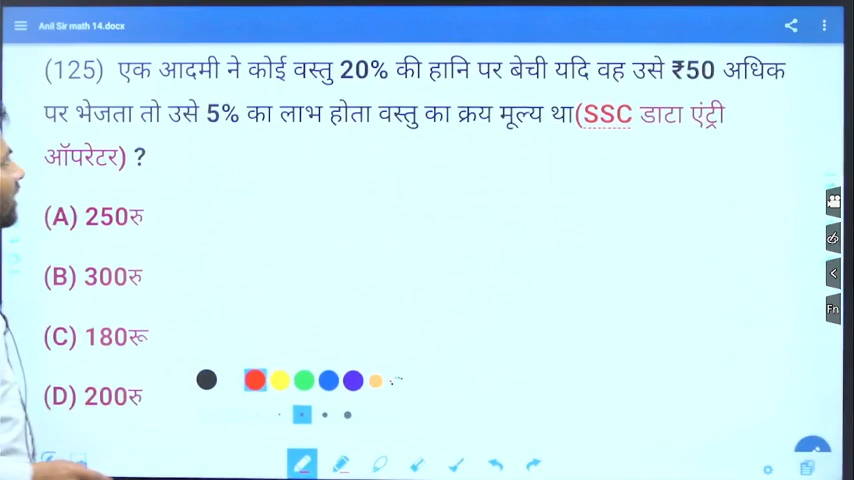 Anil Sir math 14.docx
(125) एक आदमी ने कोई वस्तु 20% की हानि पर बेची यदि वह उसे ₹50 अधिक
पर भेजता तो उसे 5% का लाभ होता वस्तु का क्रय मूल्य था(SSC डाटा एंट्री
ऑपरेटर) ?
(A) 250रु
(B) 300रु
(C) 180रू
(D) 200रु
Fn